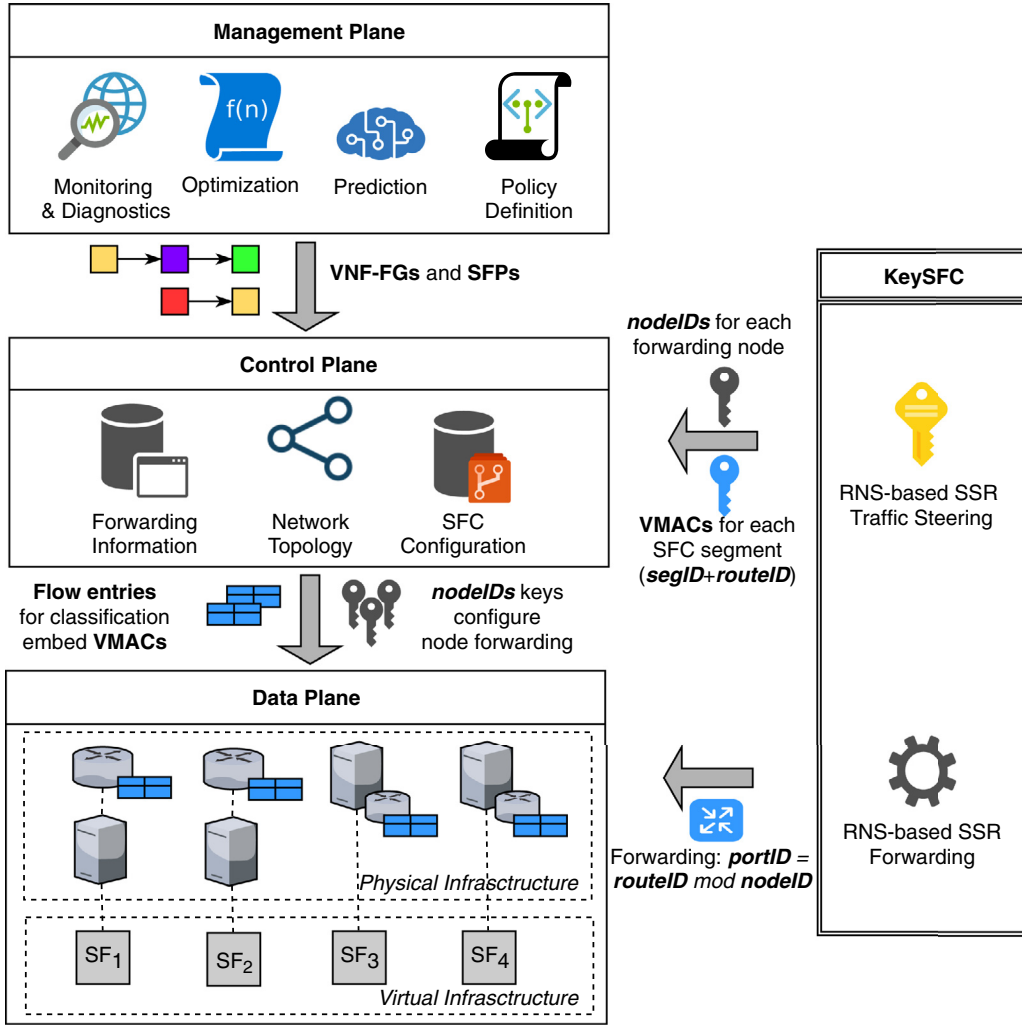 Management Plane
f(n)
Monitoring
& Diagnostics
Optimization
Prediction
Policy
Definition
VNF-FGs and SFPs
KeySFC
nodeIDs for each
forwarding node
Control Plane
Forwarding
Information
Network
Topology
SFC
Configuration
VMACs for each
SFC segment
(segID+routeID)
RNS-based SSR
Traffic Steering
Flow entries
for classification
embed VMACs
nodeIDs keys
configure
node forwarding
Data Plane
Physical Infrasctructure
Forwarding: portID =
routeID mod nodeID
RNS-based SSR
Forwarding
SF1
SF2
SF3
SF4
Virtual Infrasctructure